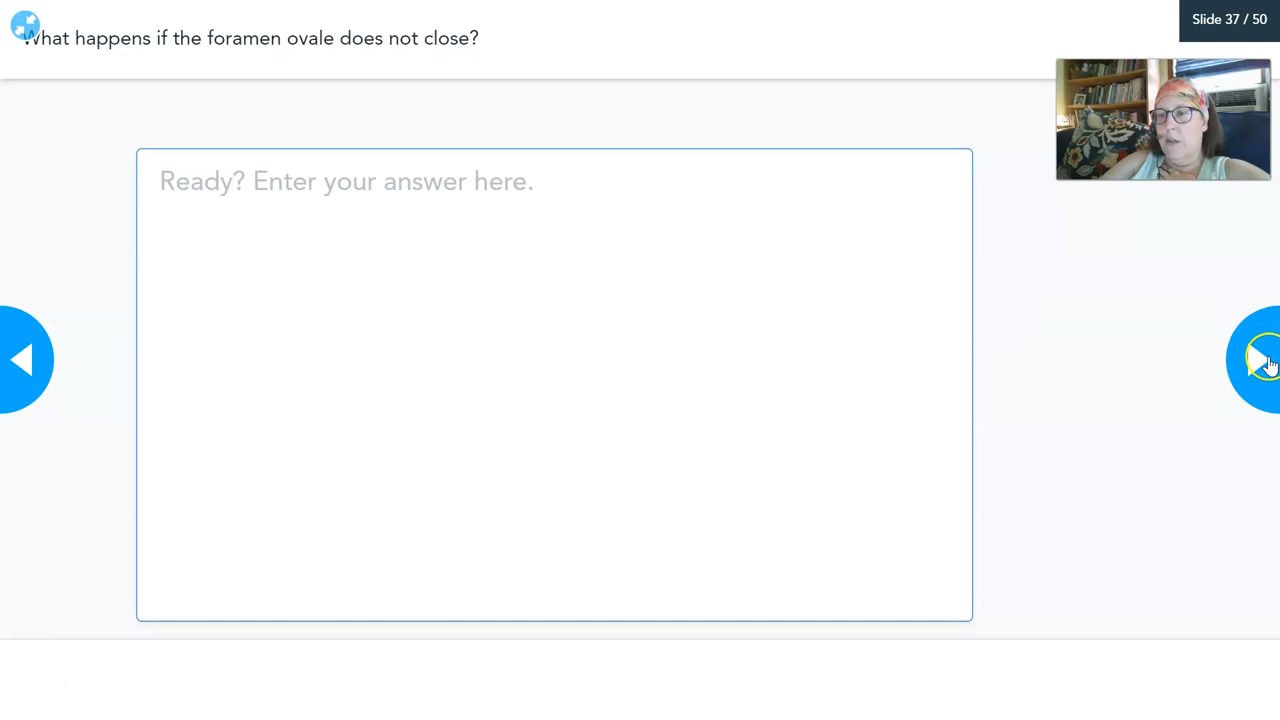 What happens if the foramen ovale does not close?
Slide 37 / 50
Ready? Enter your answer here.